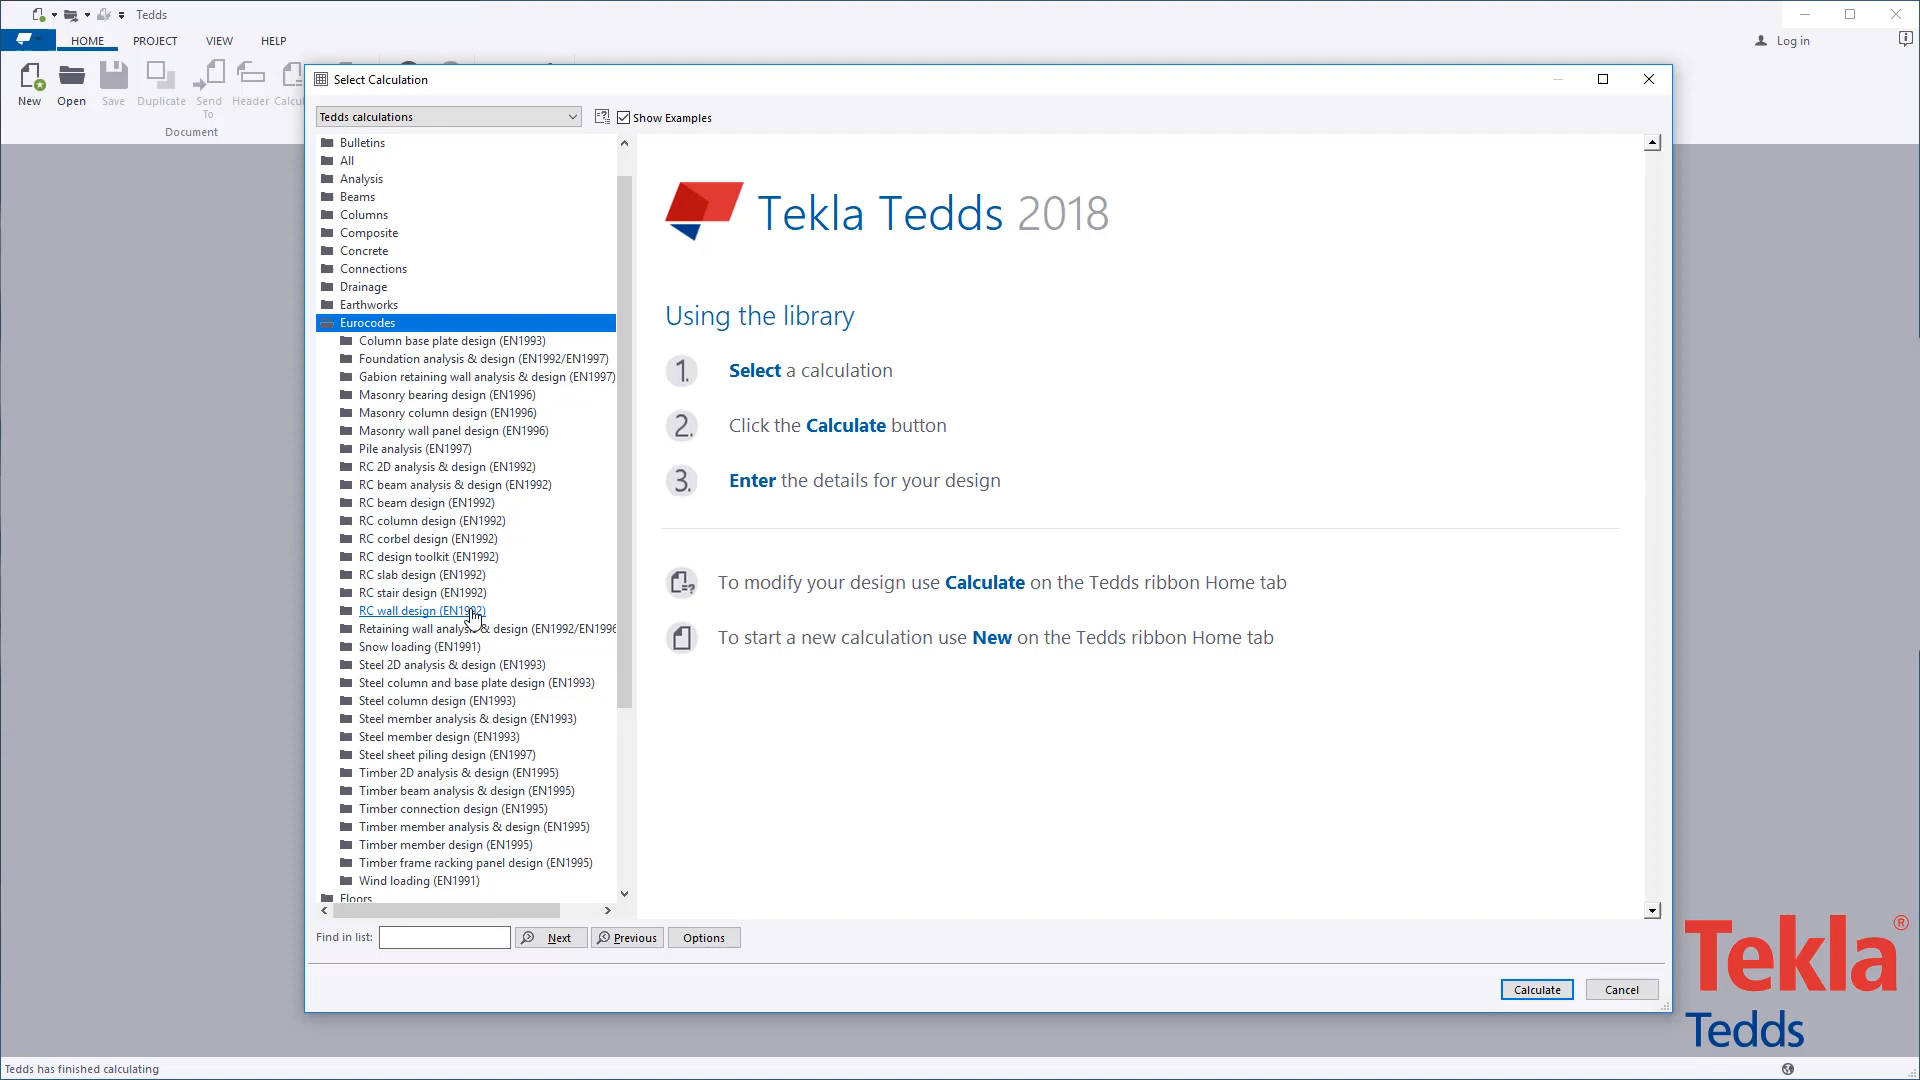 Tedds
HOME PROJECT VIEW HELP
Log in
New Open Save Duplicate Send To Header
Document
Select Calculation
Tedds calculations
Show Examples
Bulletins
All
Analysis
Beams
Columns
Composite
Concrete
Connections
Drainage
Earthworks
Eurocodes
Column base plate design (EN1993)
Foundation analysis & design (EN1992/EN1997)
Gabion retaining wall analysis & design (EN1997)
Masonry bearing design (EN1996)
Masonry column design (EN1996)
Masonry wall panel design (EN1996)
Pile analysis (EN1997)
RC 2D analysis & design (EN1992)
RC beam analysis & design (EN1992)
RC beam design (EN1992)
RC column design (EN1992)
RC corbel design (EN1992)
RC design toolkit (EN1992)
RC slab design (EN1992)
RC stair design (EN1992)
RC wall design (EN1992)
Retaining wall analysis & design (EN1992/EN1996
Snow loading (EN1991)
Steel 2D analysis & design (EN1993)
Steel column and base plate design (EN1993)
Steel column design (EN1993)
Steel member analysis & design (EN1993)
Steel member design (EN1993)
Steel sheet piling design (EN1997)
Timber 2D analysis & design (EN1995)
Timber beam analysis & design (EN1995)
Timber connection design (EN1995)
Timber member analysis & design (EN1995)
Timber member design (EN1995)
Timber frame racking panel design (EN1995)
Wind loading (EN1991)
Floors
Tekla Tedds 2018
Using the library
1. Select a calculation
2. Click the Calculate button
3. Enter the details for your design
To modify your design use Calculate on the Tedds ribbon Home tab
To start a new calculation use New on the Tedds ribbon Home tab
Find in list: Next Previous Options
Calculate Cancel
Tekla®
Tedds
Tedds has finished calculating